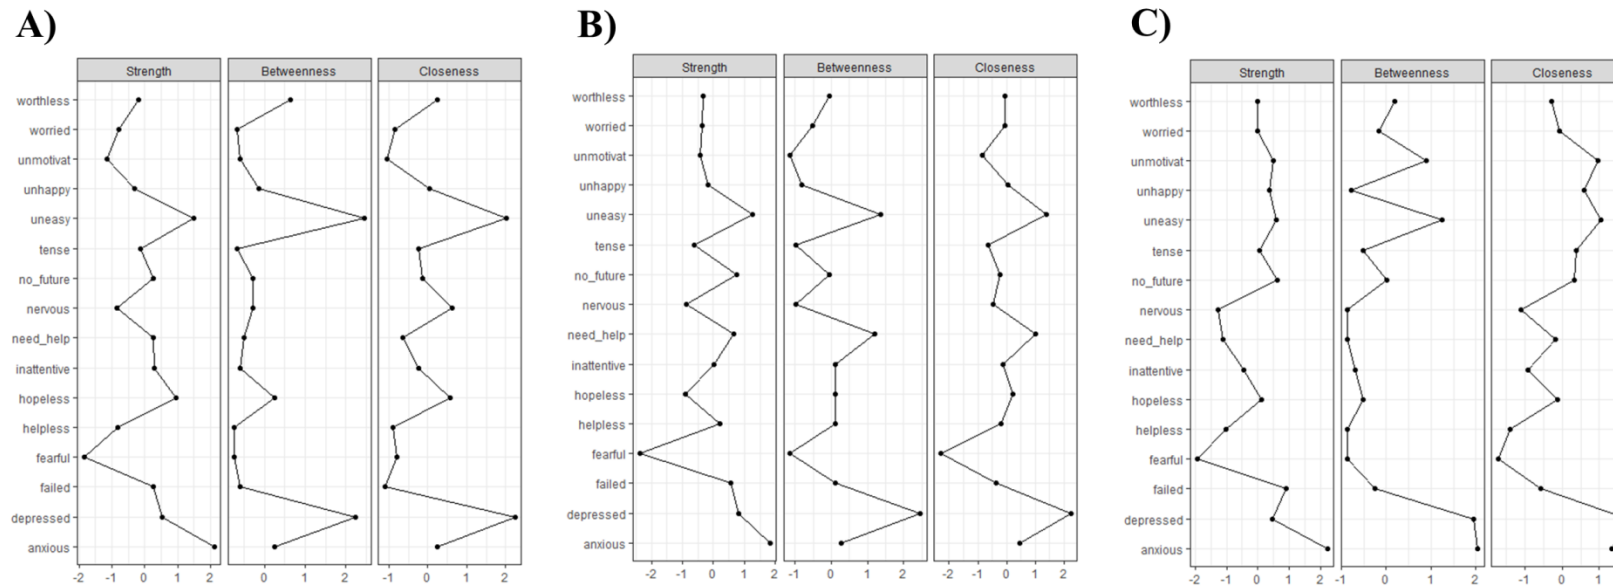 A)
Strength Betweenness Closeness
worthless
worried
unmotivat
unhappy
uneasy
tense
no_future
nervous
need_help
inattentive
hopeless
helpless
fearful
failed
depressed
anxious
-2 -1 0 1 2 0 1 2 -1 0 1 2
B)
Strength Betweenness Closeness
worthless
worried
unmotivat
unhappy
uneasy
tense
no_future
nervous
need_help
inattentive
hopeless
helpless
fearful
failed
depressed
anxious
-2 -1 0 1 2 -1 0 1 2 -2 -1 0 1 2
C)
Strength Betweenness Closeness
worthless
worried
unmotivat
unhappy
uneasy
tense
no_future
nervous
need_help
inattentive
hopeless
helpless
fearful
failed
depressed
anxious
-2 -1 0 1 2 -1 0 1 2 -1 0 1